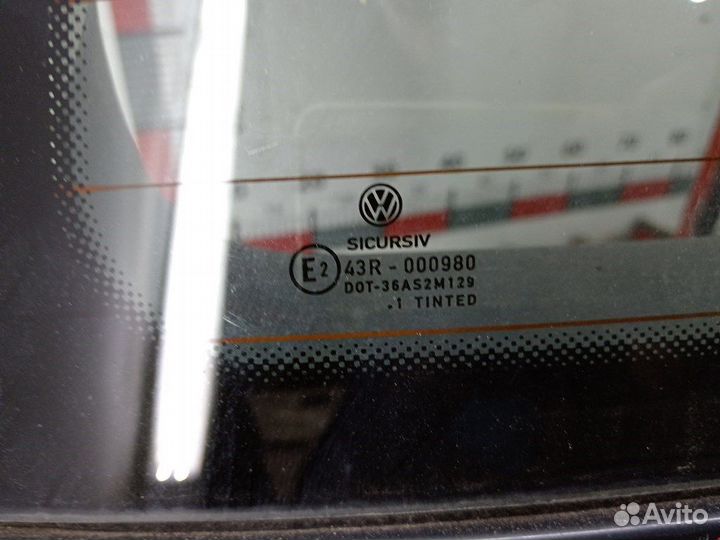 SICURSIV
E2 43R - 000980
DOT-36AS2M129
.1 TINTED
Avito